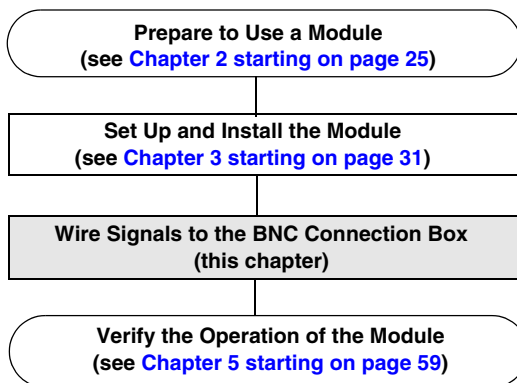 Prepare to Use a Module
(see Chapter 2 starting on page 25)
Set Up and Install the Module
(see Chapter 3 starting on page 31)
Wire Signals to the BNC Connection Box
(this chapter)
Verify the Operation of the Module
(see Chapter 5 starting on page 59)